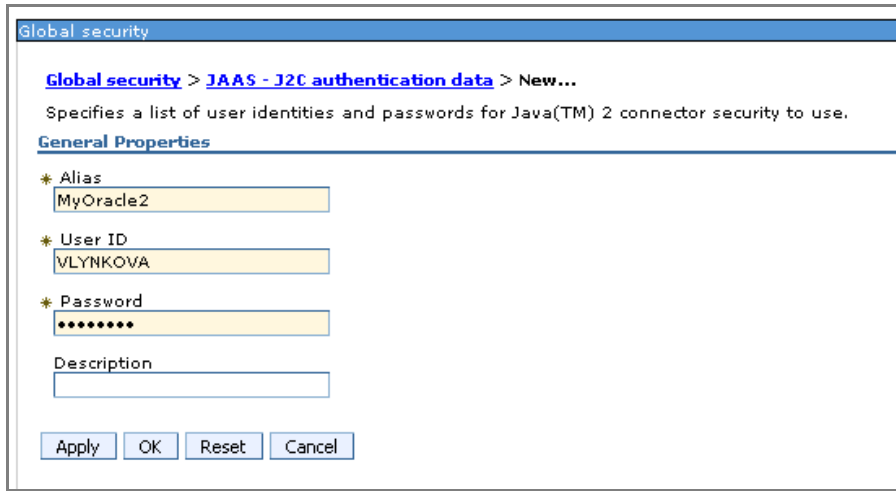 Global security
Global security > JAAS - J2C authentication data > New...
Specifies a list of user identities and passwords for Java(TM) 2 connector security to use.
General Properties
* Alias
MyOracle2
* User ID
VLYNKOVA
* Password
••••••••
Description
Apply OK Reset Cancel